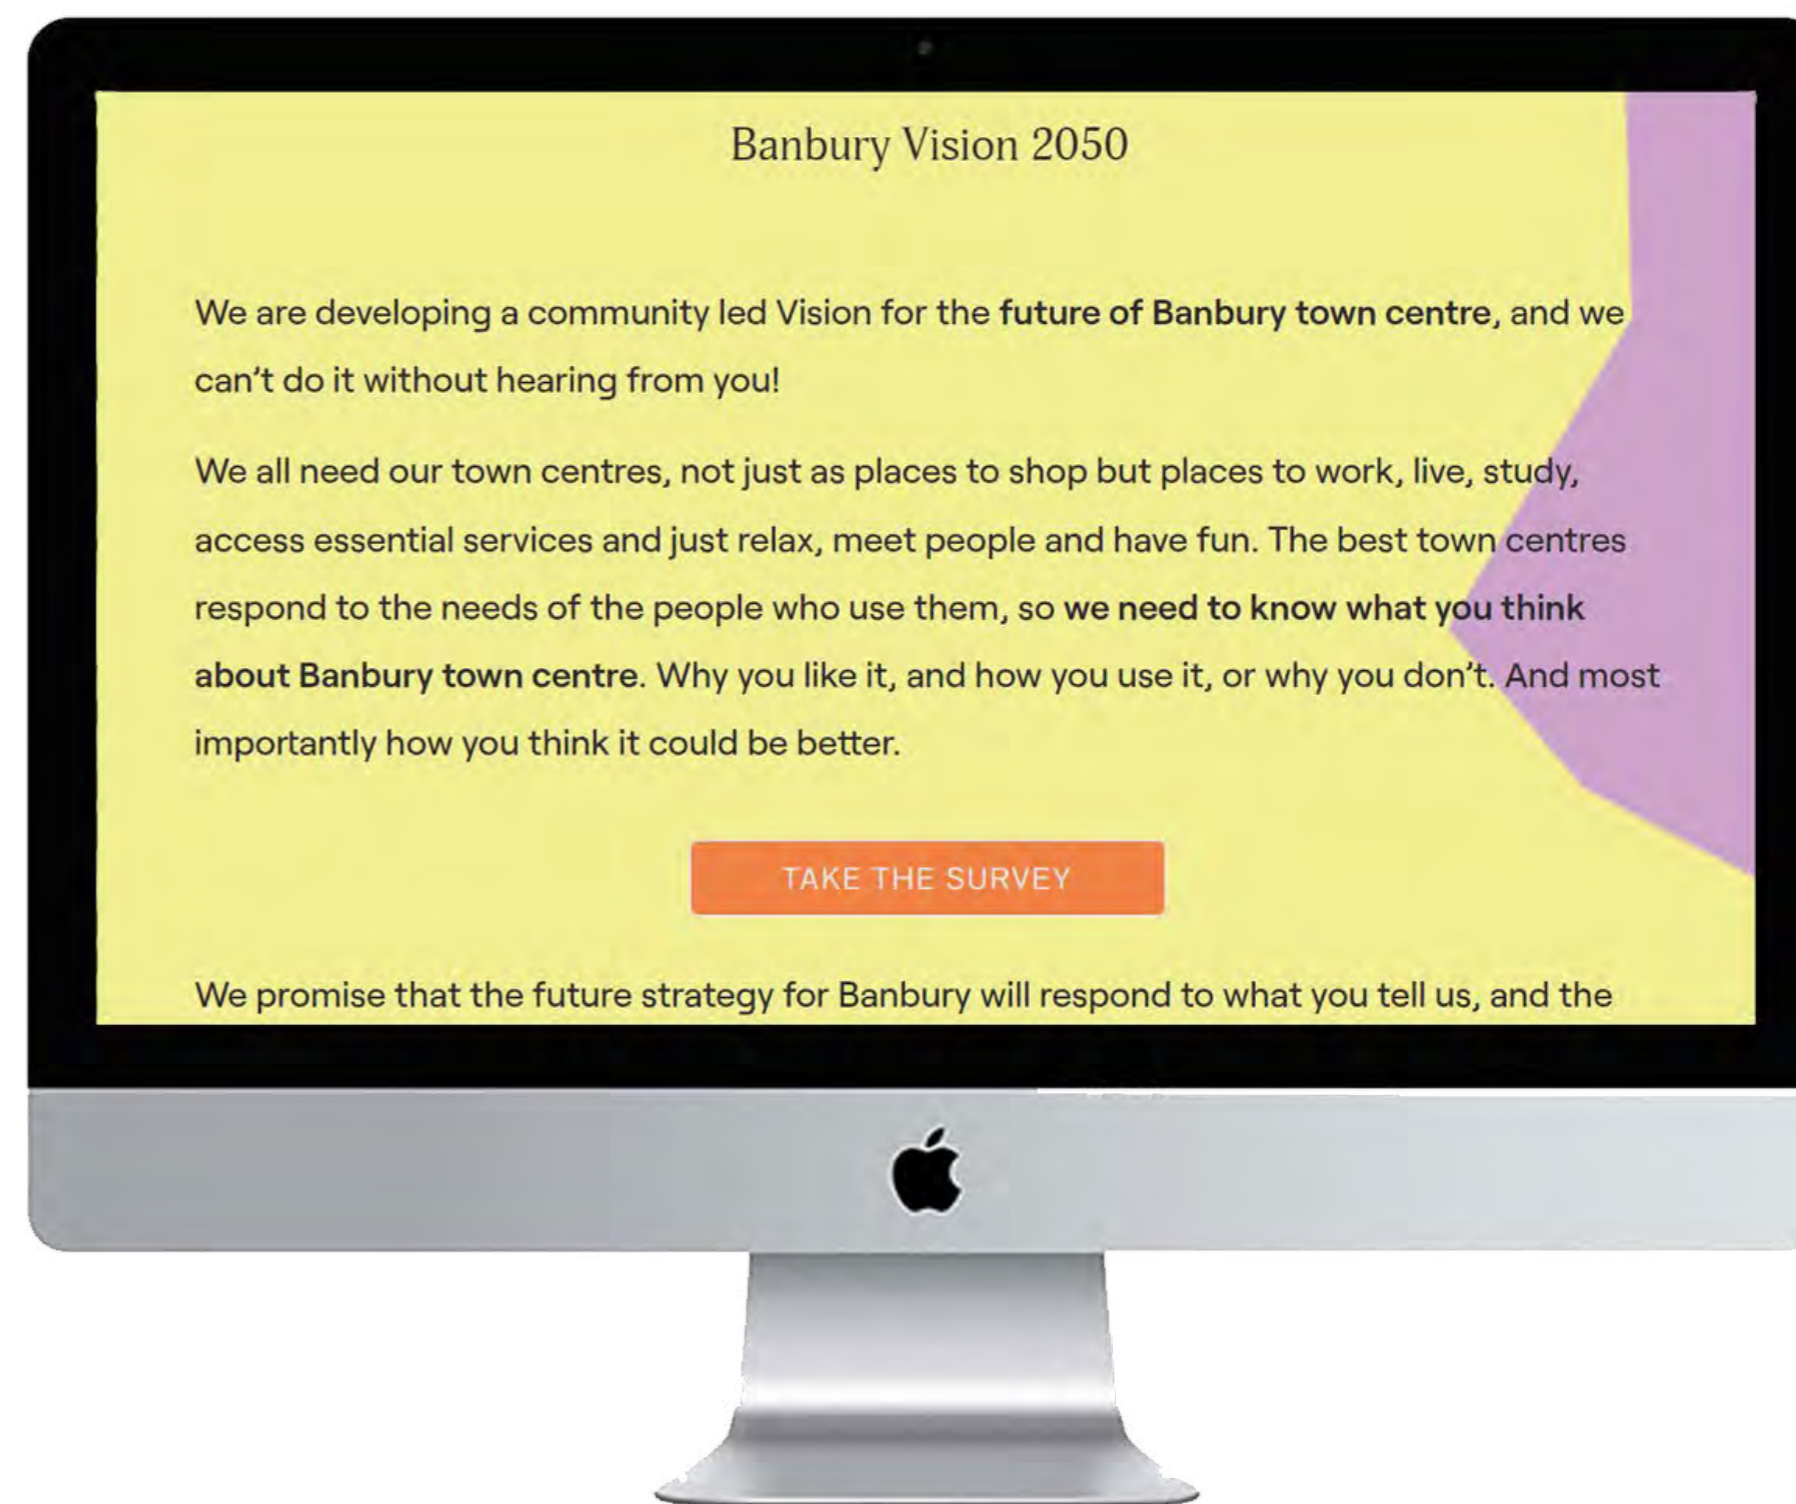 Banbury Vision 2050
We are developing a community led Vision for the future of Banbury town centre, and we
can't do it without hearing from you!
We all need our town centres, not just as places to shop but places to work, live, study,
access essential services and just relax, meet people and have fun. The best town centres
respond to the needs of the people who use them, so we need to know what you think
about Banbury town centre. Why you like it, and how you use it, or why you don't. And most
importantly how you think it could be better.
TAKE THE SURVEY
We promise that the future strategy for Banbury will respond to what you tell us, and the